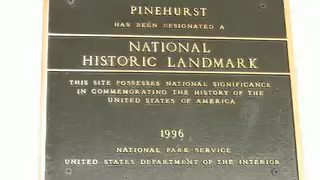 PINEHURST
HAS BEEN DESIGNATED A
NATIONAL
HISTORIC LANDMARK
THIS SITE POSSESSES NATIONAL SIGNIFICANCE
IN COMMEMORATING THE HISTORY OF THE
UNITED STATES OF AMERICA
1996
NATIONAL PARK SERVICE
UNITED STATES DEPARTMENT OF THE INTERIOR